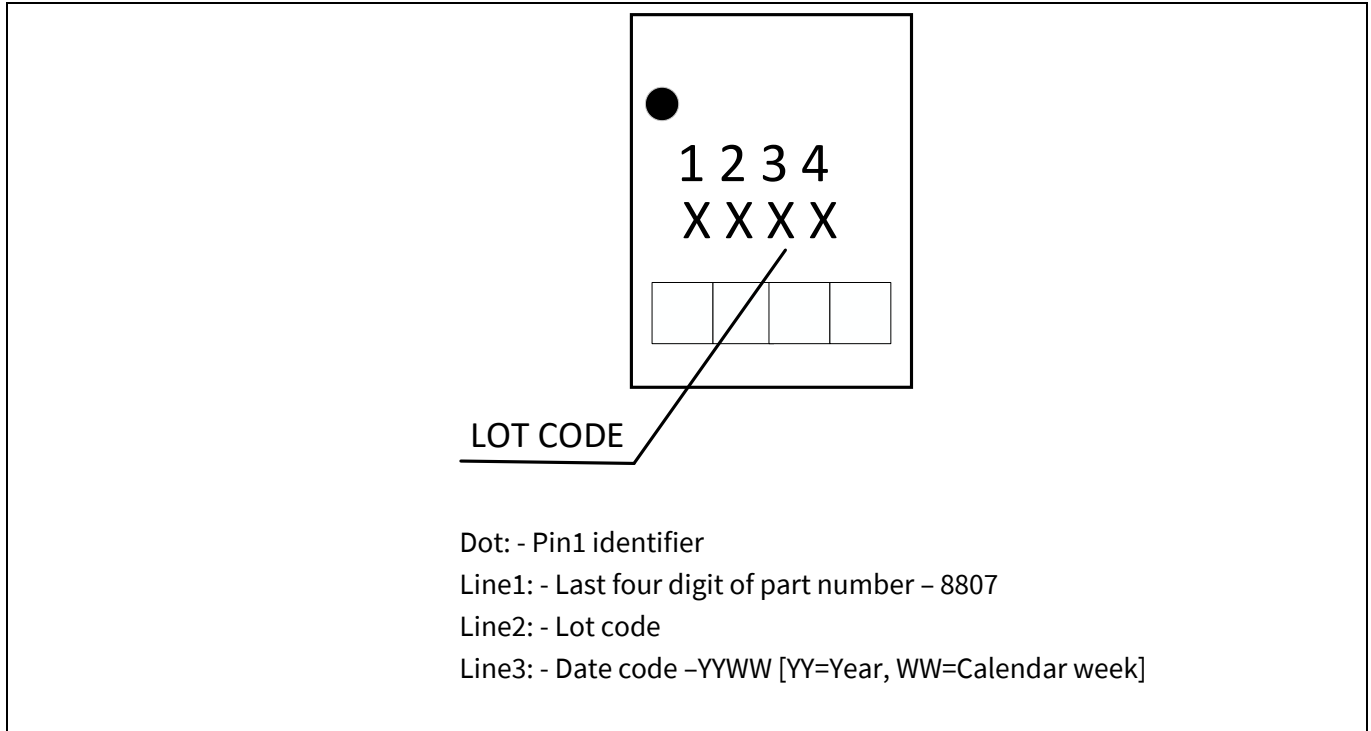 1 2 3 4
X X X X
LOT CODE
Dot: - Pin1 identifier
Line1: - Last four digit of part number – 8807
Line2: - Lot code
Line3: - Date code –YYWW [YY=Year, WW=Calendar week]